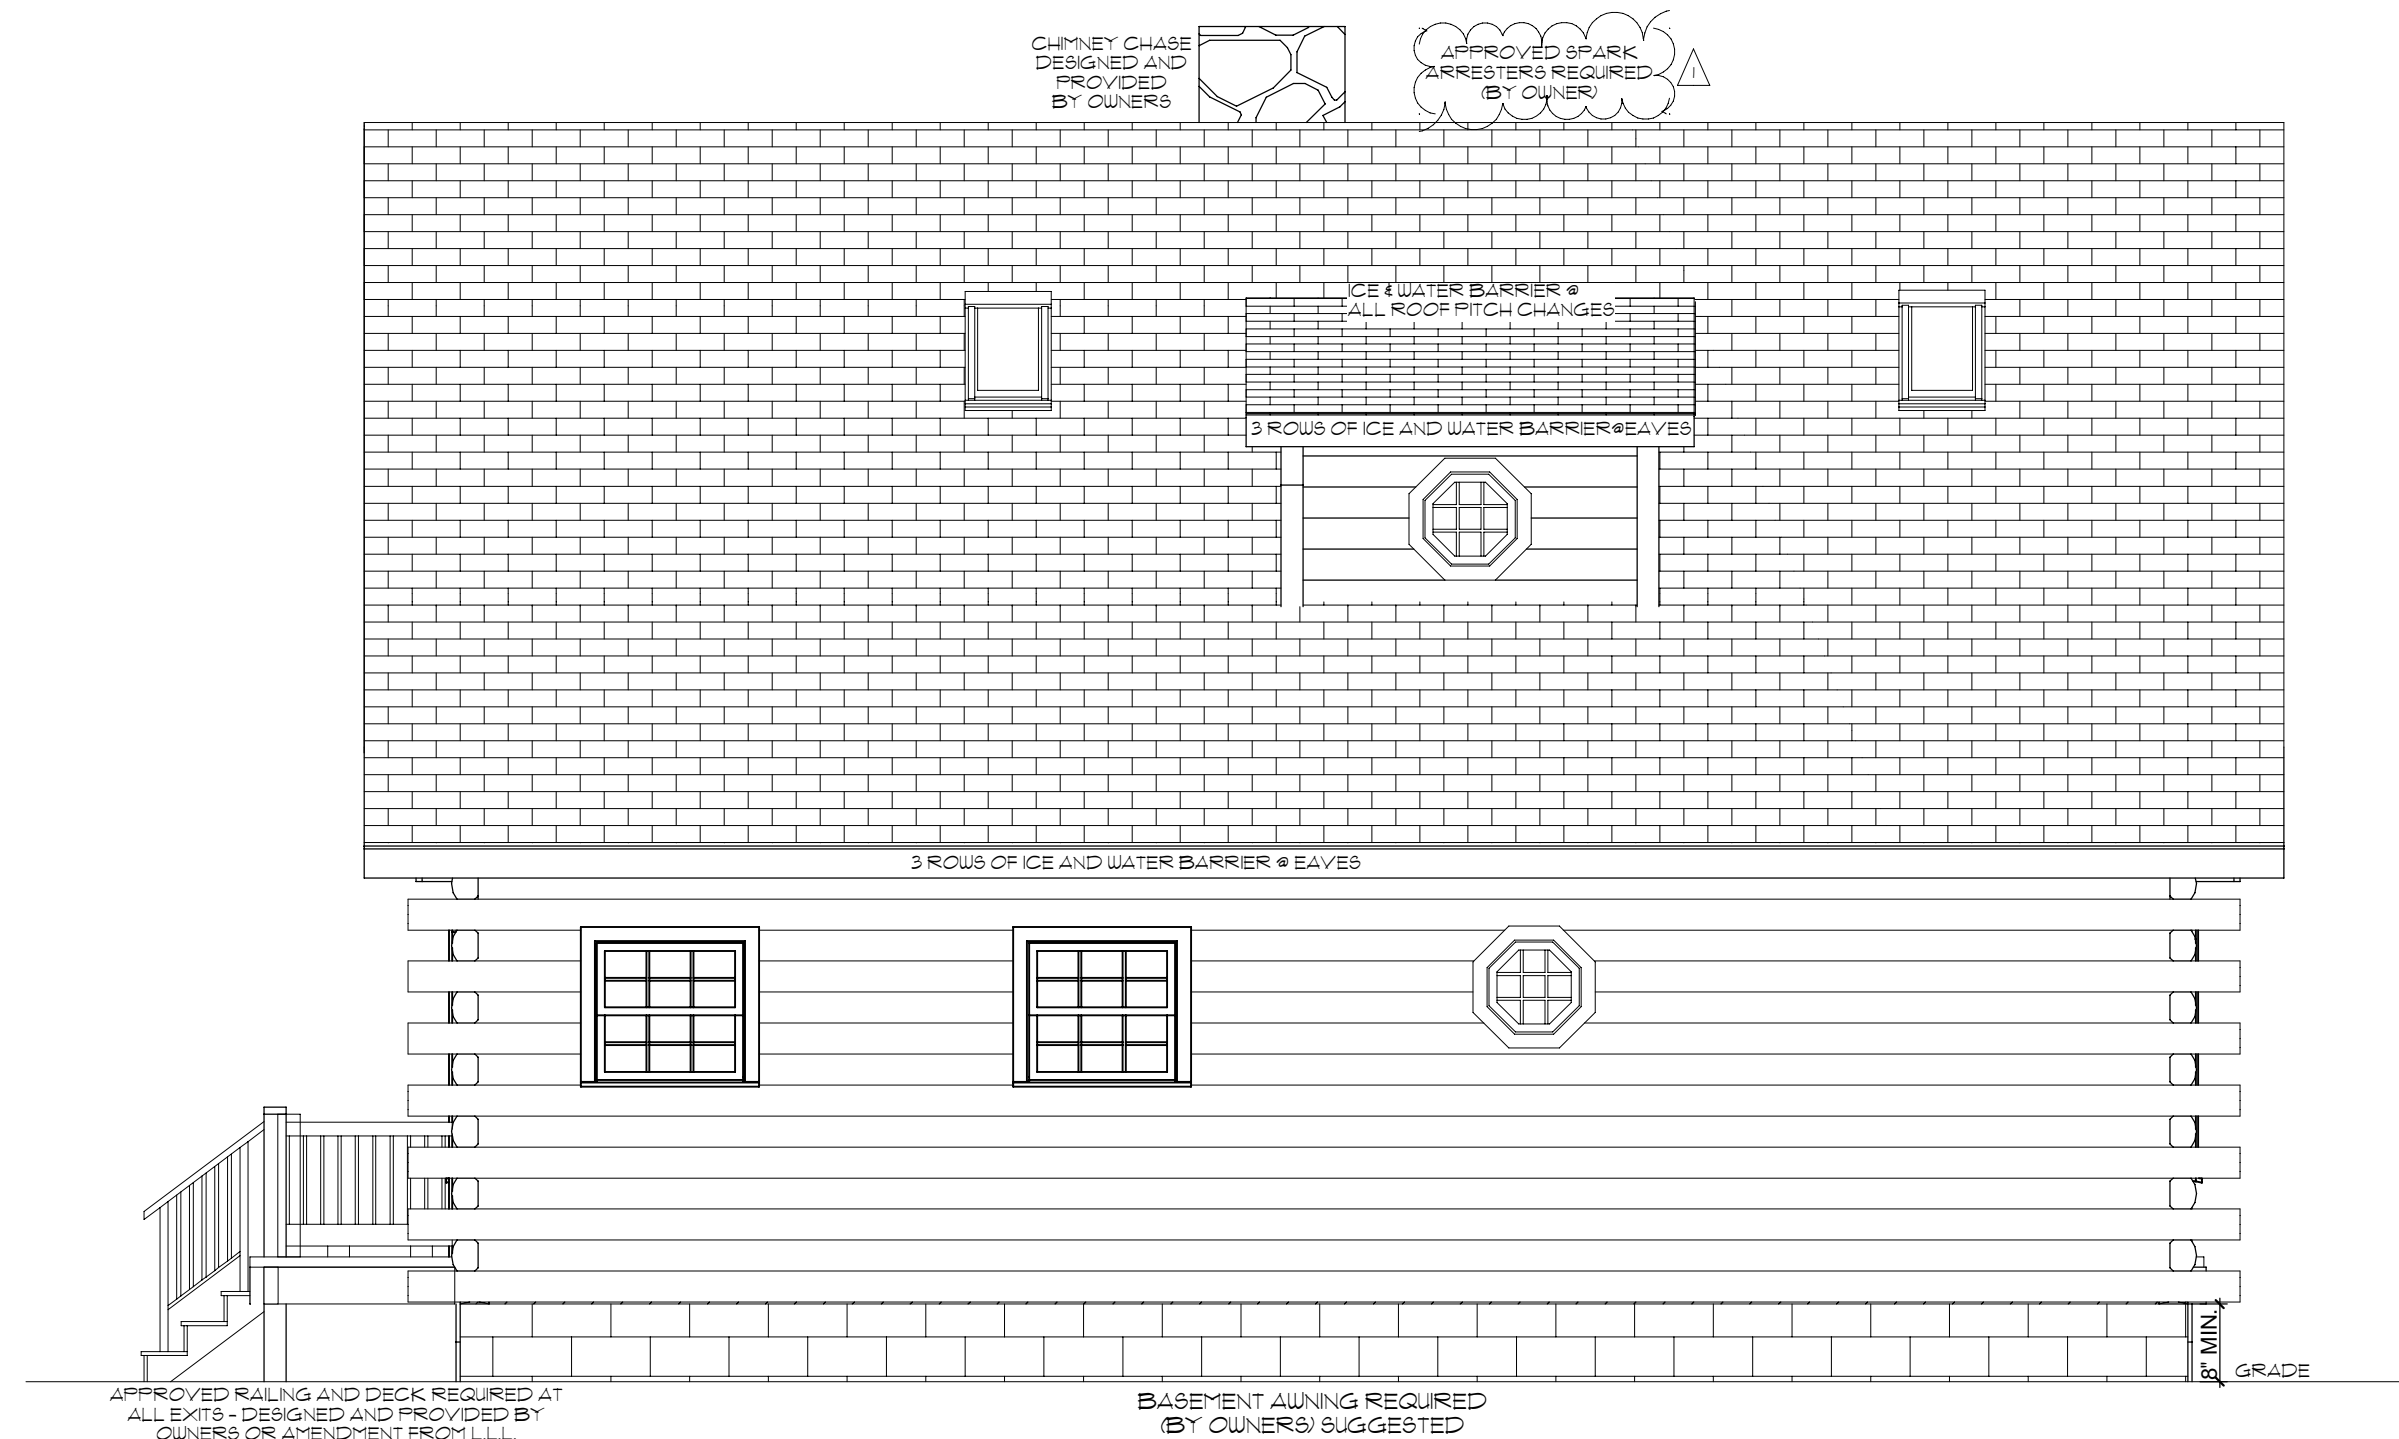 CHIMNEY CHASE
DESIGNED AND
PROVIDED
BY OWNERS
APPROVED SPARK
ARRESTERS REQUIRED
(BY OWNER)
1
ICE & WATER BARRIER @
ALL ROOF PITCH CHANGES
3 ROWS OF ICE AND WATER BARRIER@EAVES
3 ROWS OF ICE AND WATER BARRIER @ EAVES
8" MIN.
GRADE
APPROVED RAILING AND DECK REQUIRED AT
ALL EXITS - DESIGNED AND PROVIDED BY
OWNERS OR AMENDMENT FROM L.L.L.
BASEMENT AWNING REQUIRED
(BY OWNERS) SUGGESTED